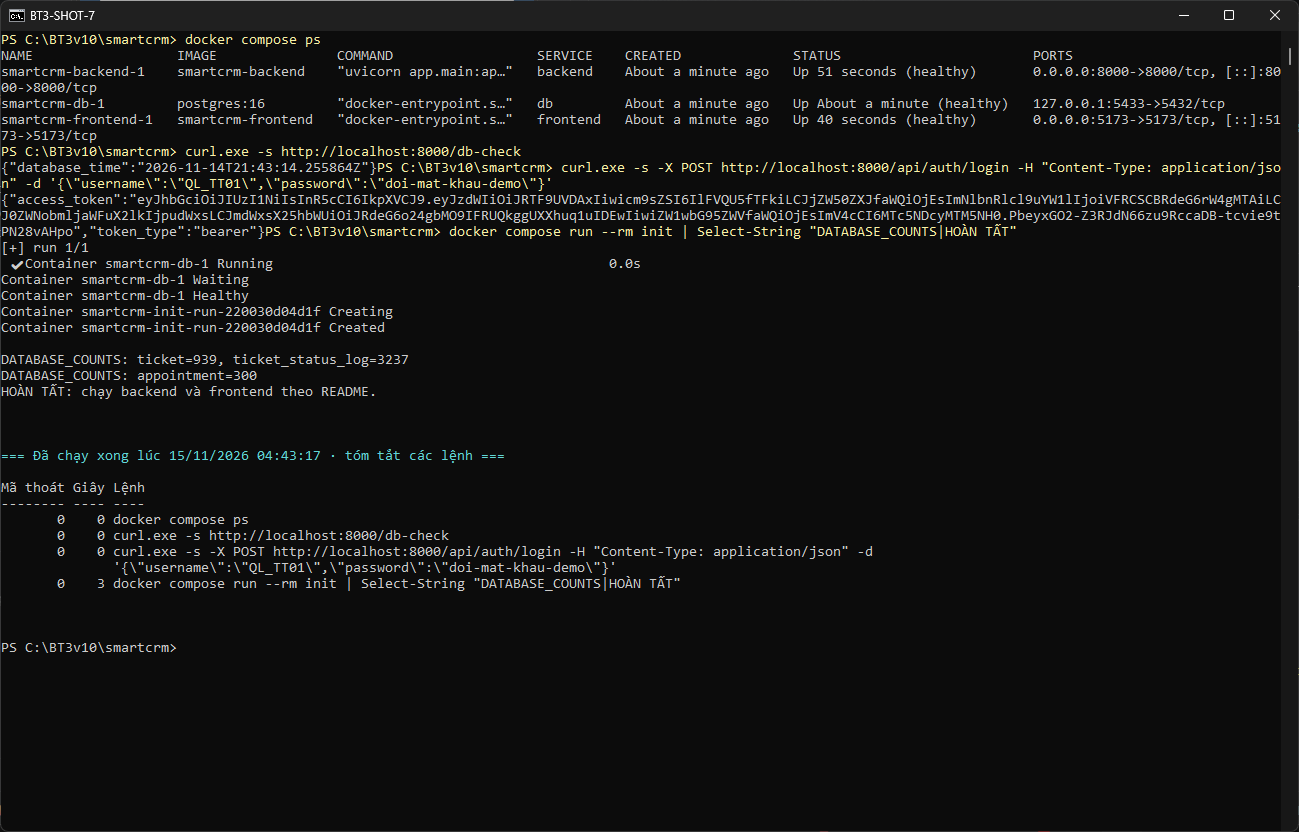 BT3-SHOT-7
PS C:\BT3v10\smartcrm> docker compose ps
NAME IMAGE COMMAND SERVICE CREATED STATUS PORTS
smartcrm-backend-1 smartcrm-backend "uvicorn app.main:ap…" backend About a minute ago Up 51 seconds (healthy) 0.0.0.0:8000->8000/tcp, [::]:80
00->8000/tcp
smartcrm-db-1 postgres:16 "docker-entrypoint.s…" db About a minute ago Up About a minute (healthy) 127.0.0.1:5433->5432/tcp
smartcrm-frontend-1 smartcrm-frontend "docker-entrypoint.s…" frontend About a minute ago Up 40 seconds (healthy) 0.0.0.0:5173->5173/tcp, [::]:51
73->5173/tcp
PS C:\BT3v10\smartcrm> curl.exe -s http://localhost:8000/db-check
{"database_time":"2026-11-14T21:43:14.255864Z"}PS C:\BT3v10\smartcrm> curl.exe -s -X POST http://localhost:8000/api/auth/login -H "Content-Type: application/jso
n" -d '{\"username\":\"QL_TT01\",\"password\":\"doi-mat-khau-demo\"}'
{"access_token":"eyJhbGciOiJIUzI1NiIsInR5cCI6IkpXVCJ9.eyJzdWIiOiJRTF9UVDAxIiwicm9sZSI6IlFVQU5fTFkiLCJjZW50ZXJfaWQiOjEsImNlbnRlcl9uYW1lIjoiVFRCSCBRdeG6rW4gMTAiLC
J0ZWNobmljaWFuX2lkIjpudWxsLCJmdWxsX25hbWUiOiJRdeG6o24gbMO9IFRUQkggUXXhuq1uIDEwIiwiZW1wbG95ZWVfaWQiOjEsImV4cCI6MTc5NDcyMTM5NH0.PbeyxGO2-Z3RJdN66zu9RccaDB-tcvie9t
PN28vAHpo","token_type":"bearer"}PS C:\BT3v10\smartcrm> docker compose run --rm init | Select-String "DATABASE_COUNTS|HOÀN TẤT"
[+] run 1/1
✔Container smartcrm-db-1 Running 0.0s
Container smartcrm-db-1 Waiting
Container smartcrm-db-1 Healthy
Container smartcrm-init-run-220030d04d1f Creating
Container smartcrm-init-run-220030d04d1f Created
DATABASE_COUNTS: ticket=939, ticket_status_log=3237
DATABASE_COUNTS: appointment=300
HOÀN TẤT: chạy backend và frontend theo README.
=== Đã chạy xong lúc 15/11/2026 04:43:17 · tóm tắt các lệnh ===
Mã thoát Giây Lệnh
-------- ---- ----
0 0 docker compose ps
0 0 curl.exe -s http://localhost:8000/db-check
0 0 curl.exe -s -X POST http://localhost:8000/api/auth/login -H "Content-Type: application/json" -d
'{\"username\":\"QL_TT01\",\"password\":\"doi-mat-khau-demo\"}'
0 3 docker compose run --rm init | Select-String "DATABASE_COUNTS|HOÀN TẤT"
PS C:\BT3v10\smartcrm>